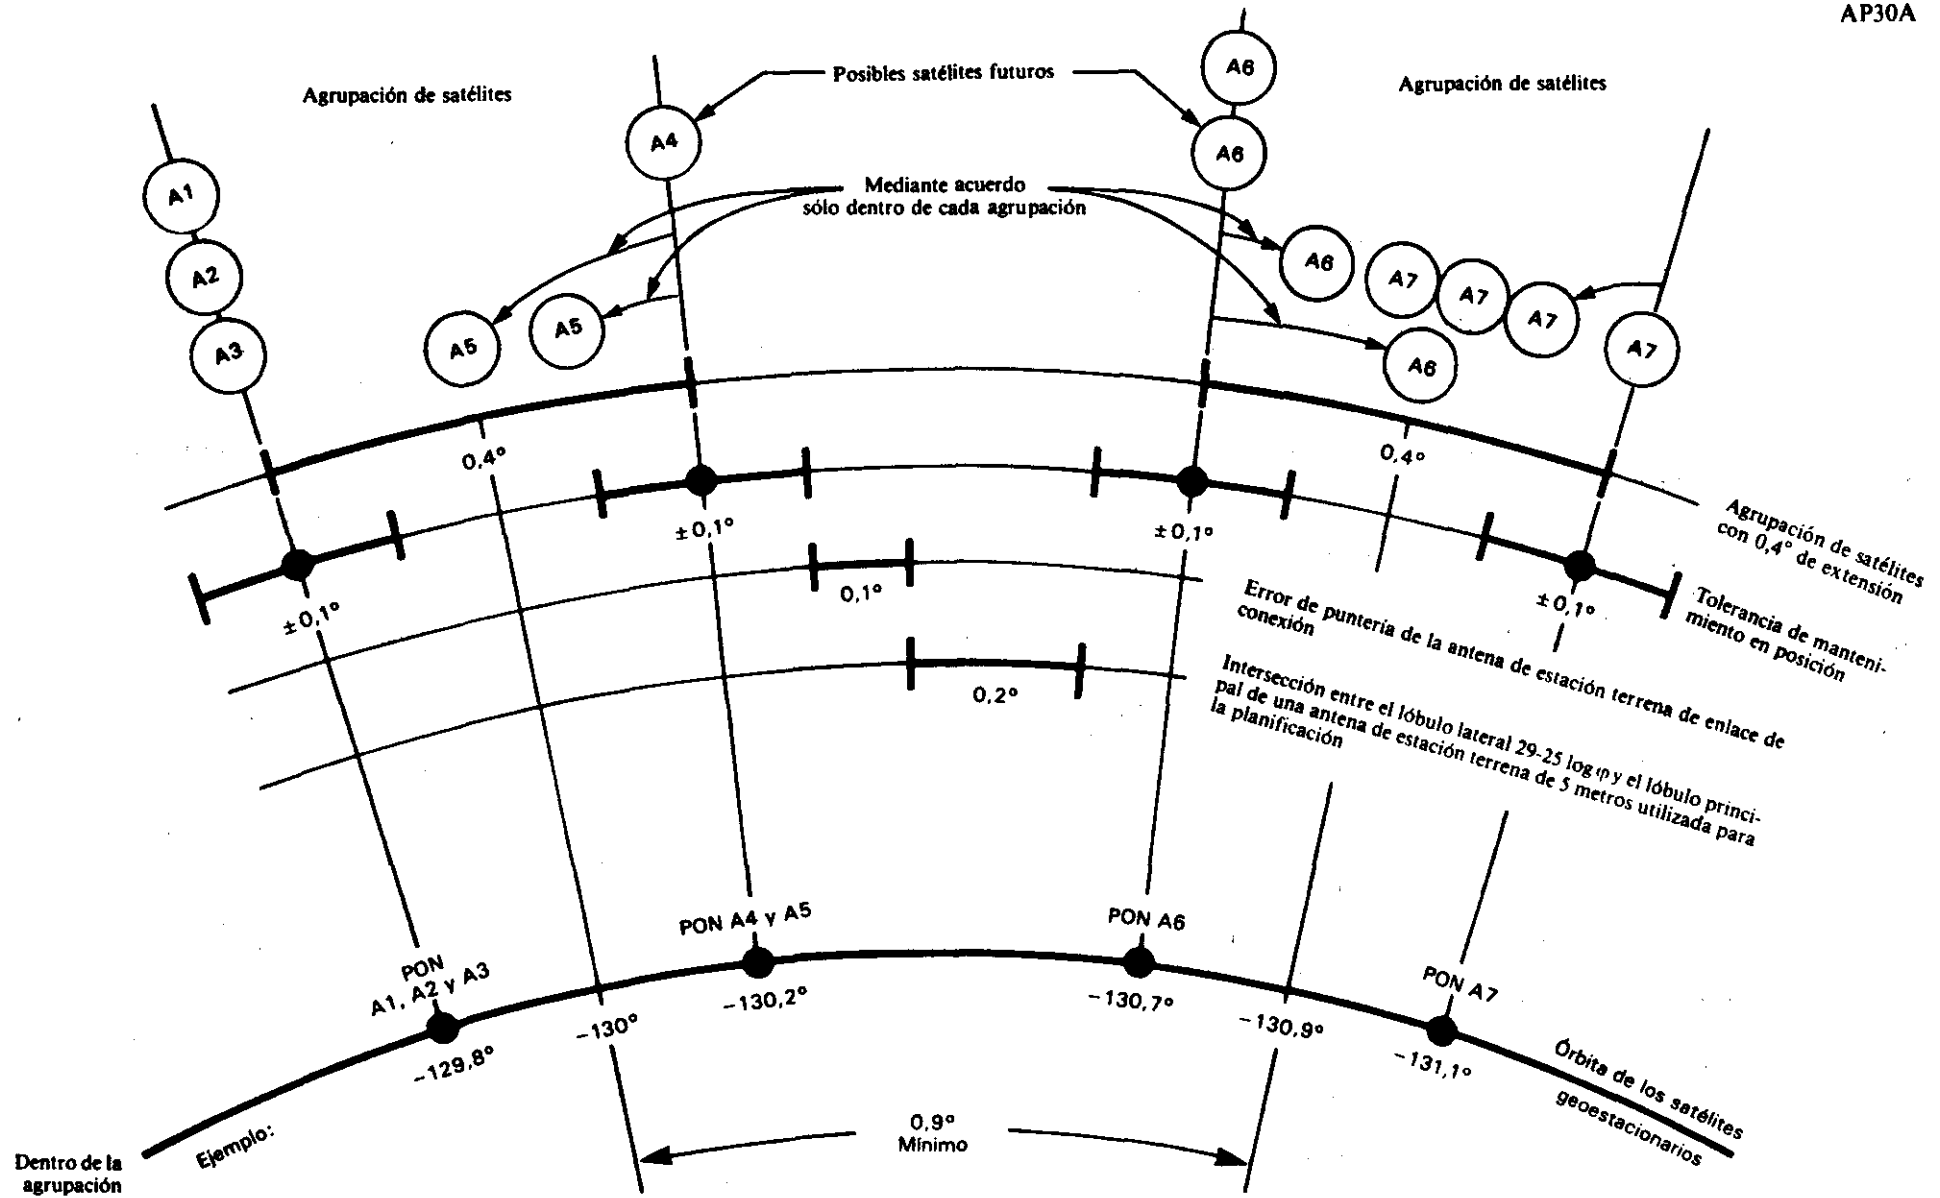 AP30A
Agrupación de satélites
Posibles satélites futuros
Agrupación de satélites
A6
A4
A6
A1
Mediante acuerdo
sólo dentro de cada agrupación
A2
A6
A7
A7
A7
A3
A5
A5
A6
A7
0,4°
0,4°
Agrupación de satélites
con 0,4° de extensión
±0,1°
±0,1°
±0,1°
±0,1°
Tolerancia de manteni-
miento en posición
0,1°
Error de puntería de la antena de estación terrena de enlace de
conexión
0,2°
Intersección entre el lóbulo lateral 29-25 log φ y el lóbulo princi-
pal de una antena de estación terrena de 5 metros utilizada para
la planificación
PON
A1, A2 y A3
PON A4 y A5
PON A6
PON A7
−129,8°
−130°
−130,2°
−130,7°
−130,9°
−131,1°
Órbita de los satélites
geoestacionarios
0,9°
Mínimo
Ejemplo:
Dentro de la
agrupación